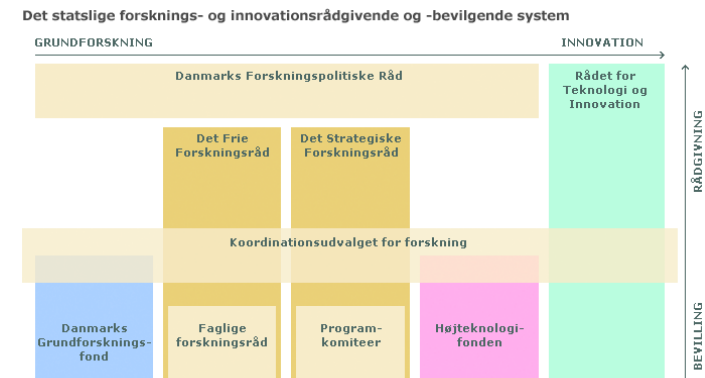 Det statslige forsknings- og innovationsrådgivende og -bevilgende system
GRUNDFORSKNING
INNOVATION
Danmarks Forskningspolitiske Råd
Rådet for
Teknologi og
Innovation
Det Frie
Forskningsråd
Det Strategiske
Forskningsråd
RÅDGIVNING
Koordinationsudvalget for forskning
Danmarks
Grundforsknings-
fond
Faglige
forskningsråd
Program-
komiteer
Højteknologi-
fonden
BEVILLING